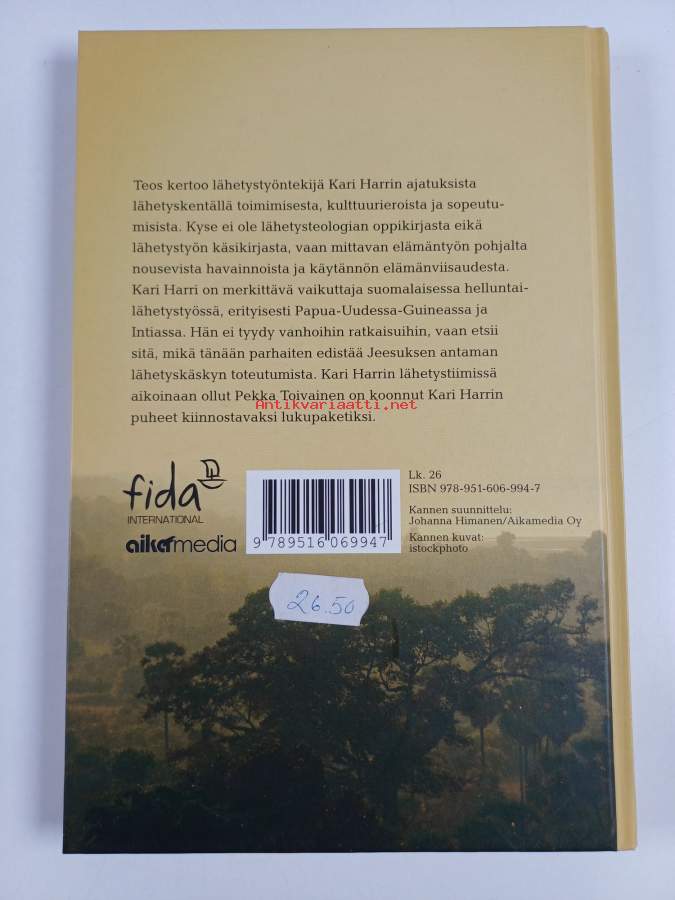 Teos kertoo lähetystyöntekijä Kari Harrin ajatuksista
lähetyskentällä toimimisesta, kulttuurieroista ja sopeutu-
misista. Kyse ei ole lähetysteologian oppikirjasta eikä
lähetystyön käsikirjasta, vaan mittavan elämäntyön pohjalta
nousevista havainnoista ja käytännön elämänviisaudesta.
Kari Harri on merkittävä vaikuttaja suomalaisessa helluntai-
lähetystyössä, erityisesti Papua-Uudessa-Guineassa ja
Intiassa. Hän ei tyydy vanhoihin ratkaisuihin, vaan etsii
sitä, mikä tänään parhaiten edistää Jeesuksen antaman
lähetyskäskyn toteutumista. Kari Harrin lähetystiimissä
aikoinaan ollut Pekka Toivainen on koonnut Kari Harrin
Antikvariaatti.net
puheet kiinnostavaksi lukupaketiksi.
fida
INTERNATIONAL
aikamedia
9 789516 069947
Lk. 26
ISBN 978-951-606-994-7
Kannen suunnittelu:
Johanna Himanen/Aikamedia Oy
Kannen kuvat:
istockphoto
26.50